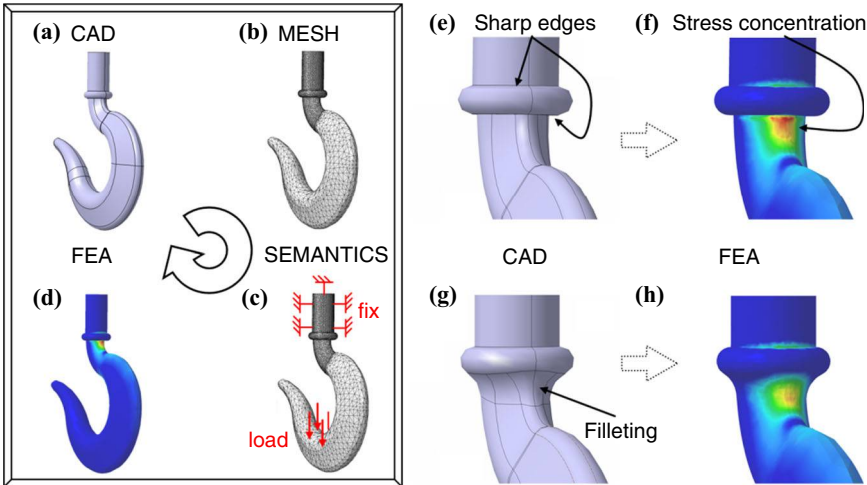 (a) CAD
(b) MESH
FEA
SEMANTICS
(d)
(c)
fix
load
(e) Sharp edges
(f) Stress concentration
CAD
FEA
(g)
(h)
Filleting